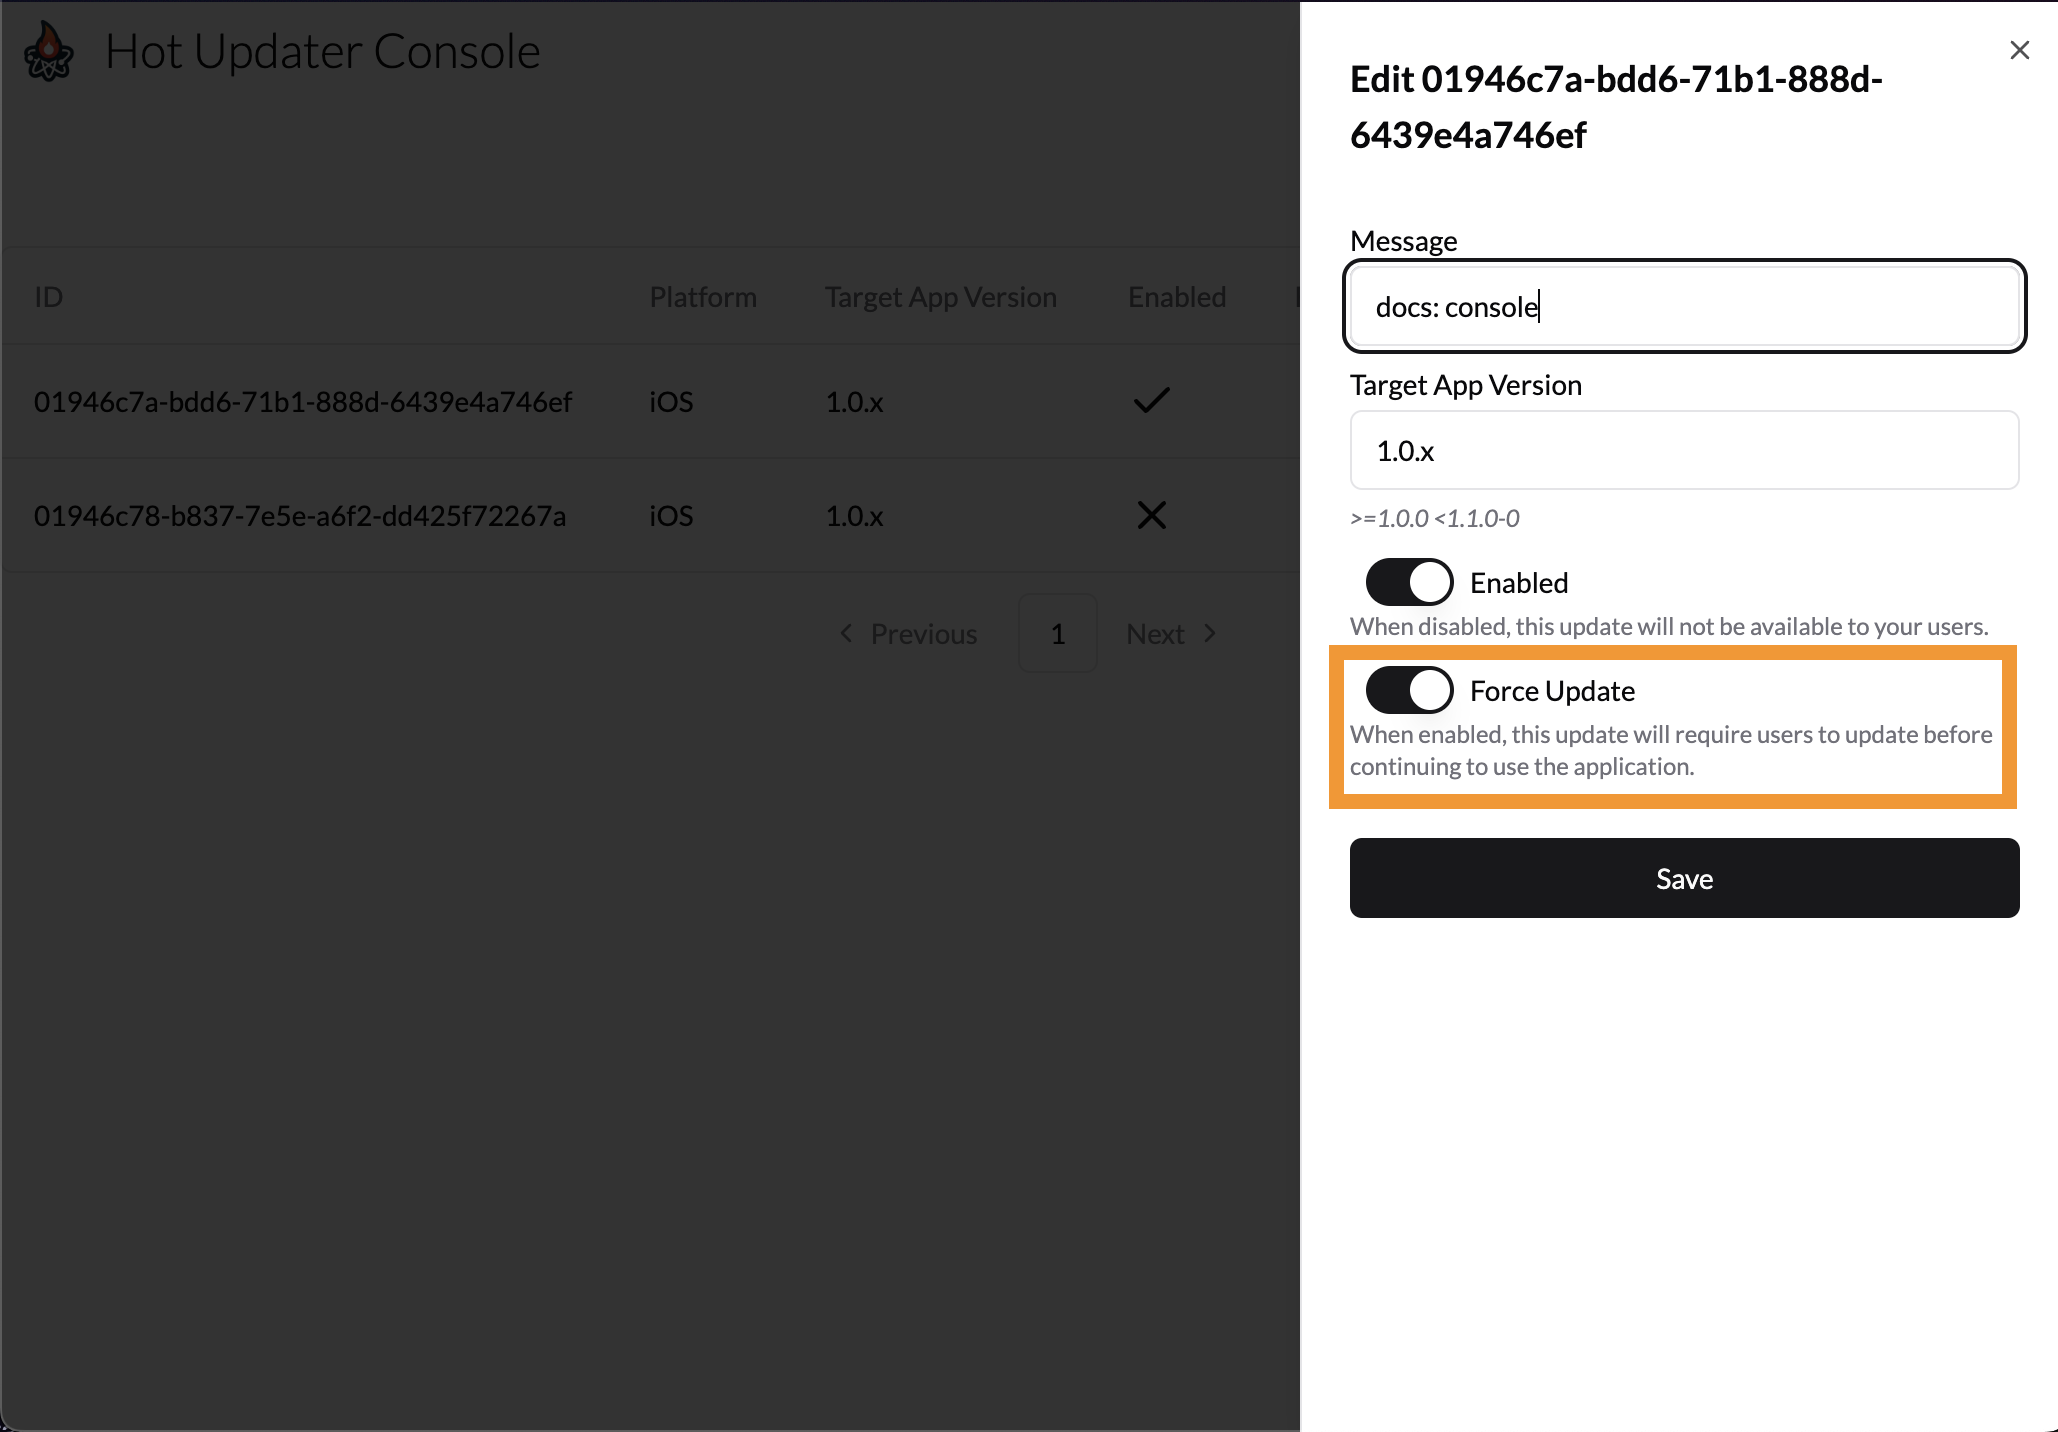 Hot Updater Console
ID Platform Target App Version Enabled
01946c7a-bdd6-71b1-888d-6439e4a746ef iOS 1.0.x
01946c78-b837-7e5e-a6f2-dd425f72267a iOS 1.0.x
Previous 1 Next
Edit 01946c7a-bdd6-71b1-888d-
6439e4a746ef
Message
docs: console
Target App Version
1.0.x
>=1.0.0 <1.1.0-0
Enabled
When disabled, this update will not be available to your users.
Force Update
When enabled, this update will require users to update before
continuing to use the application.
Save